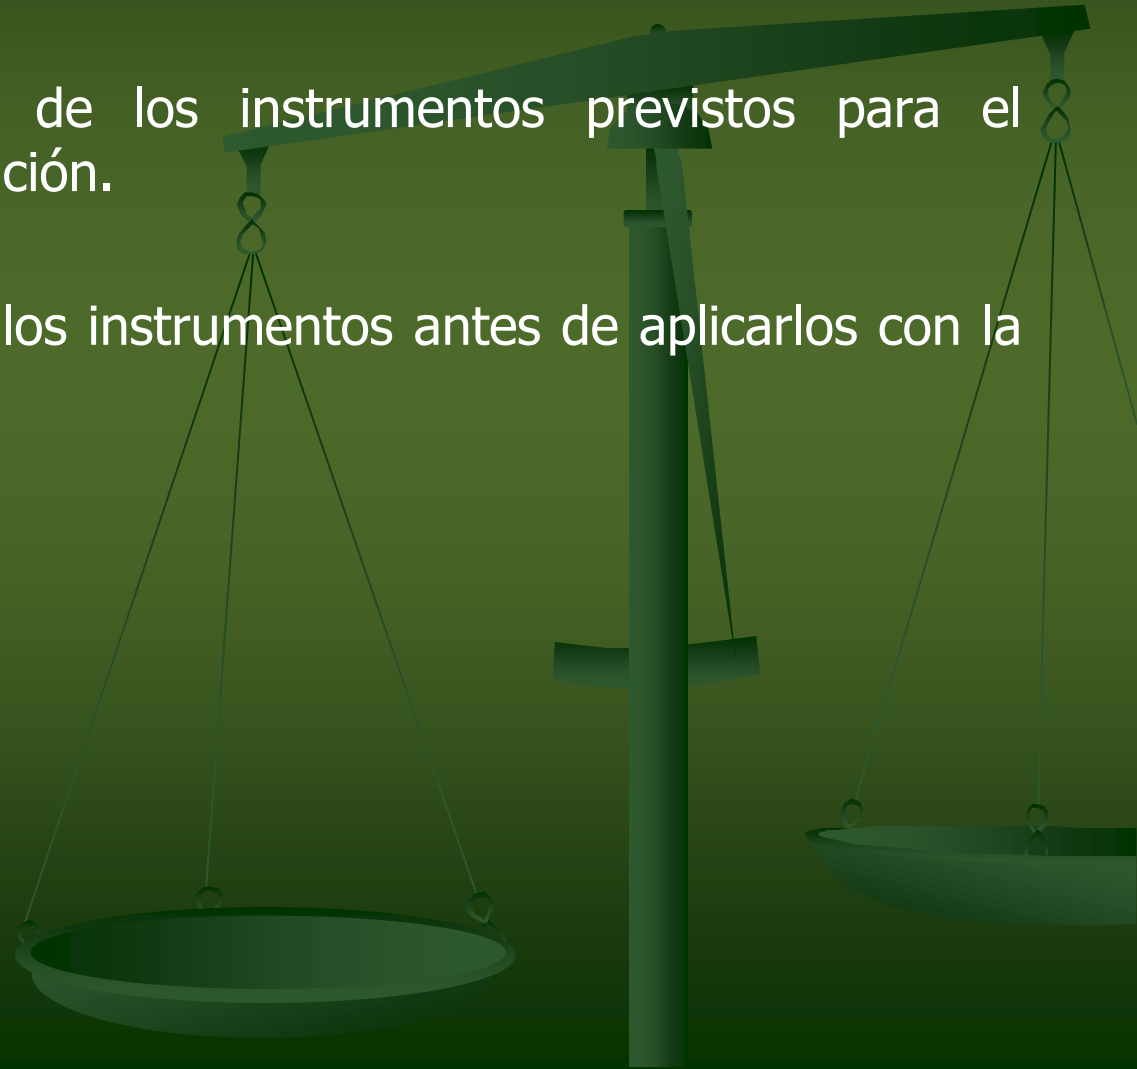 de los instrumentos previstos para el
ción.
los instrumentos antes de aplicarlos con la